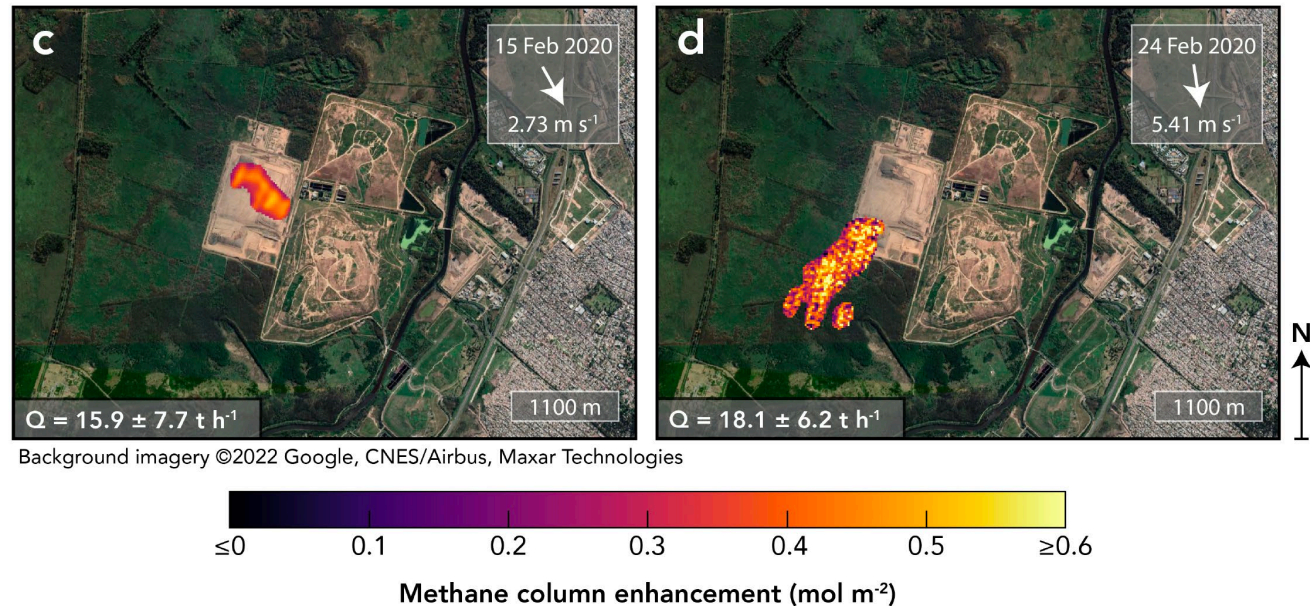 c
15 Feb 2020
2.73 m s⁻¹
Q = 15.9 ± 7.7 t h⁻¹
1100 m
d
24 Feb 2020
5.41 m s⁻¹
Q = 18.1 ± 6.2 t h⁻¹
1100 m
N
Background imagery ©2022 Google, CNES/Airbus, Maxar Technologies
≤0 0.1 0.2 0.3 0.4 0.5 ≥0.6
Methane column enhancement (mol m⁻²)